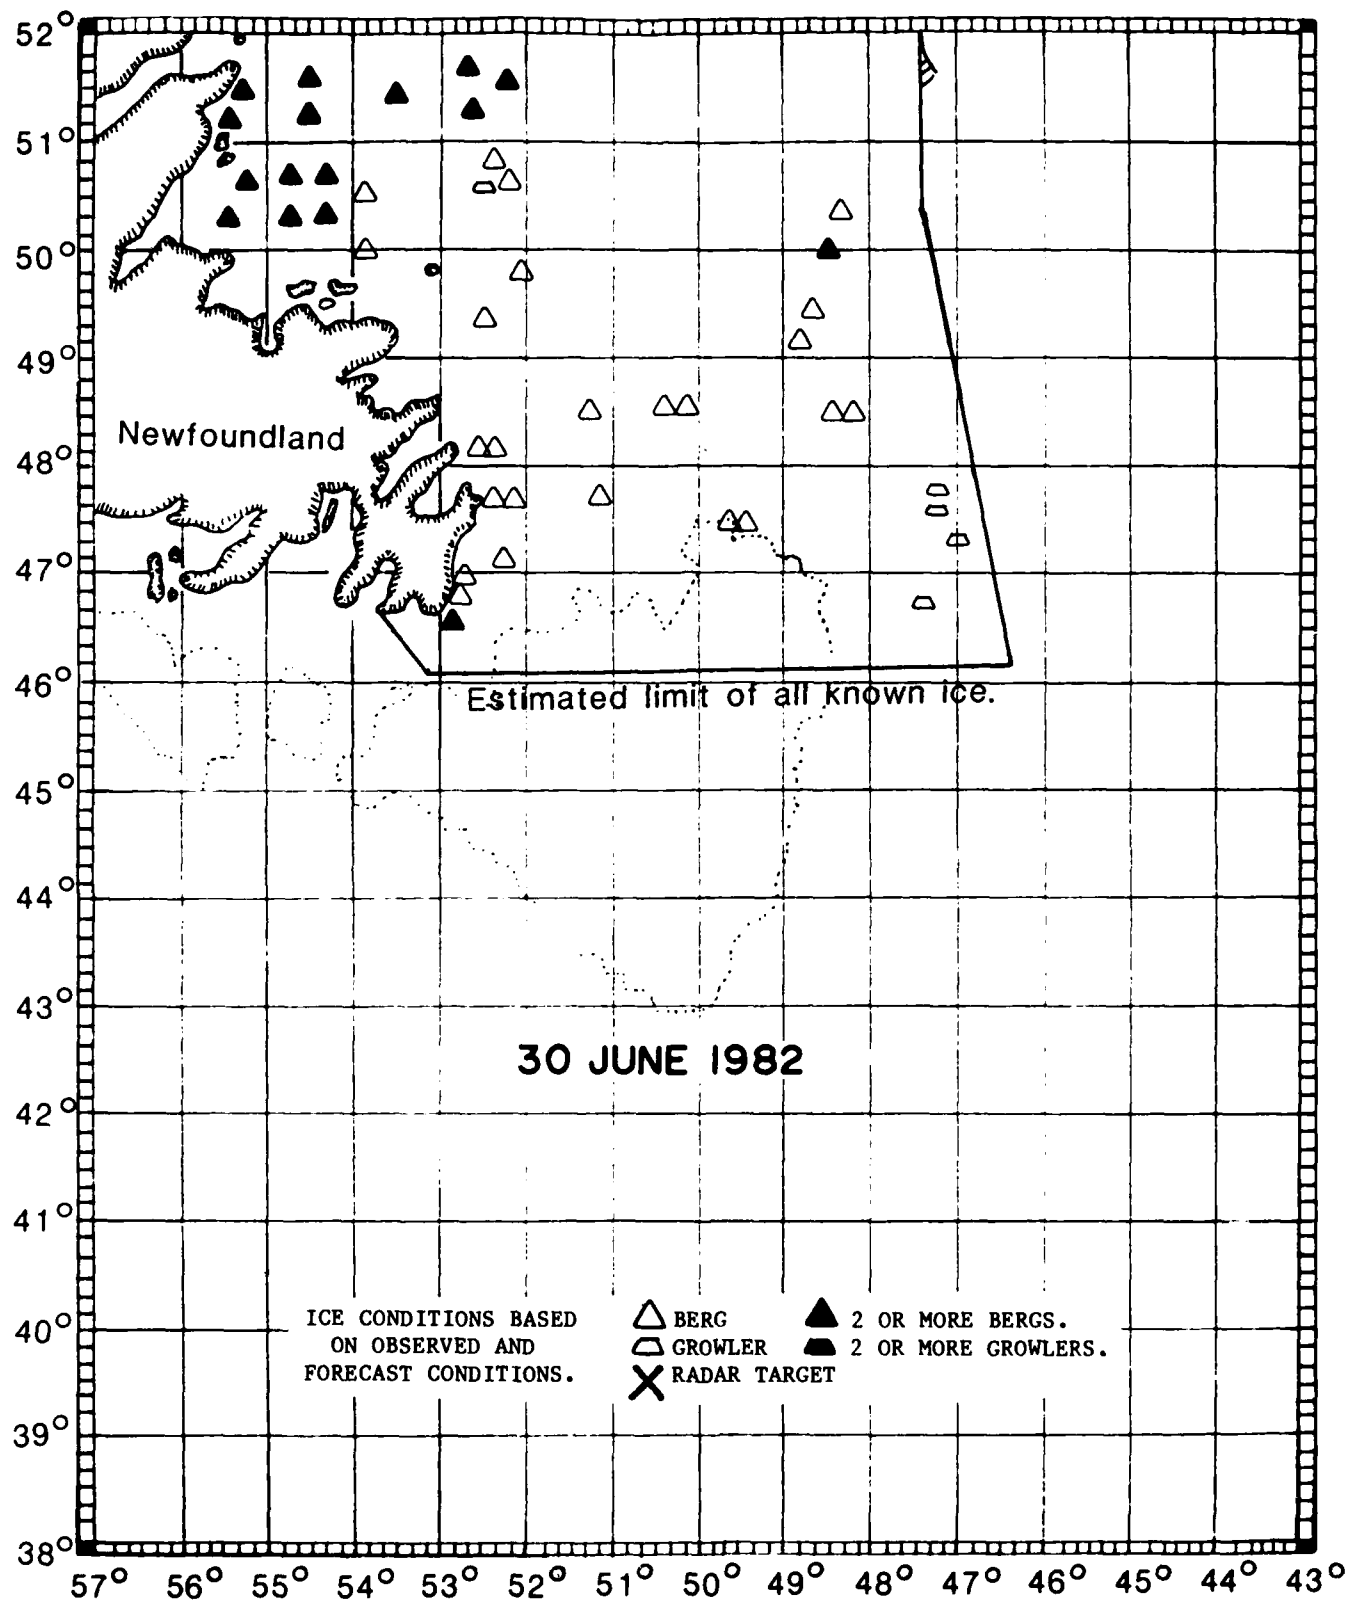 52°
51°
50°
49°
48°
47°
46°
45°
44°
43°
42°
41°
40°
39°
38°
Newfoundland
Estimated limit of all known ice.
30 JUNE 1982
ICE CONDITIONS BASED
ON OBSERVED AND
FORECAST CONDITIONS.
BERG
2 OR MORE BERGS.
GROWLER
2 OR MORE GROWLERS.
RADAR TARGET
57° 56° 55° 54° 53° 52° 51° 50° 49° 48° 47° 46° 45° 44° 43°